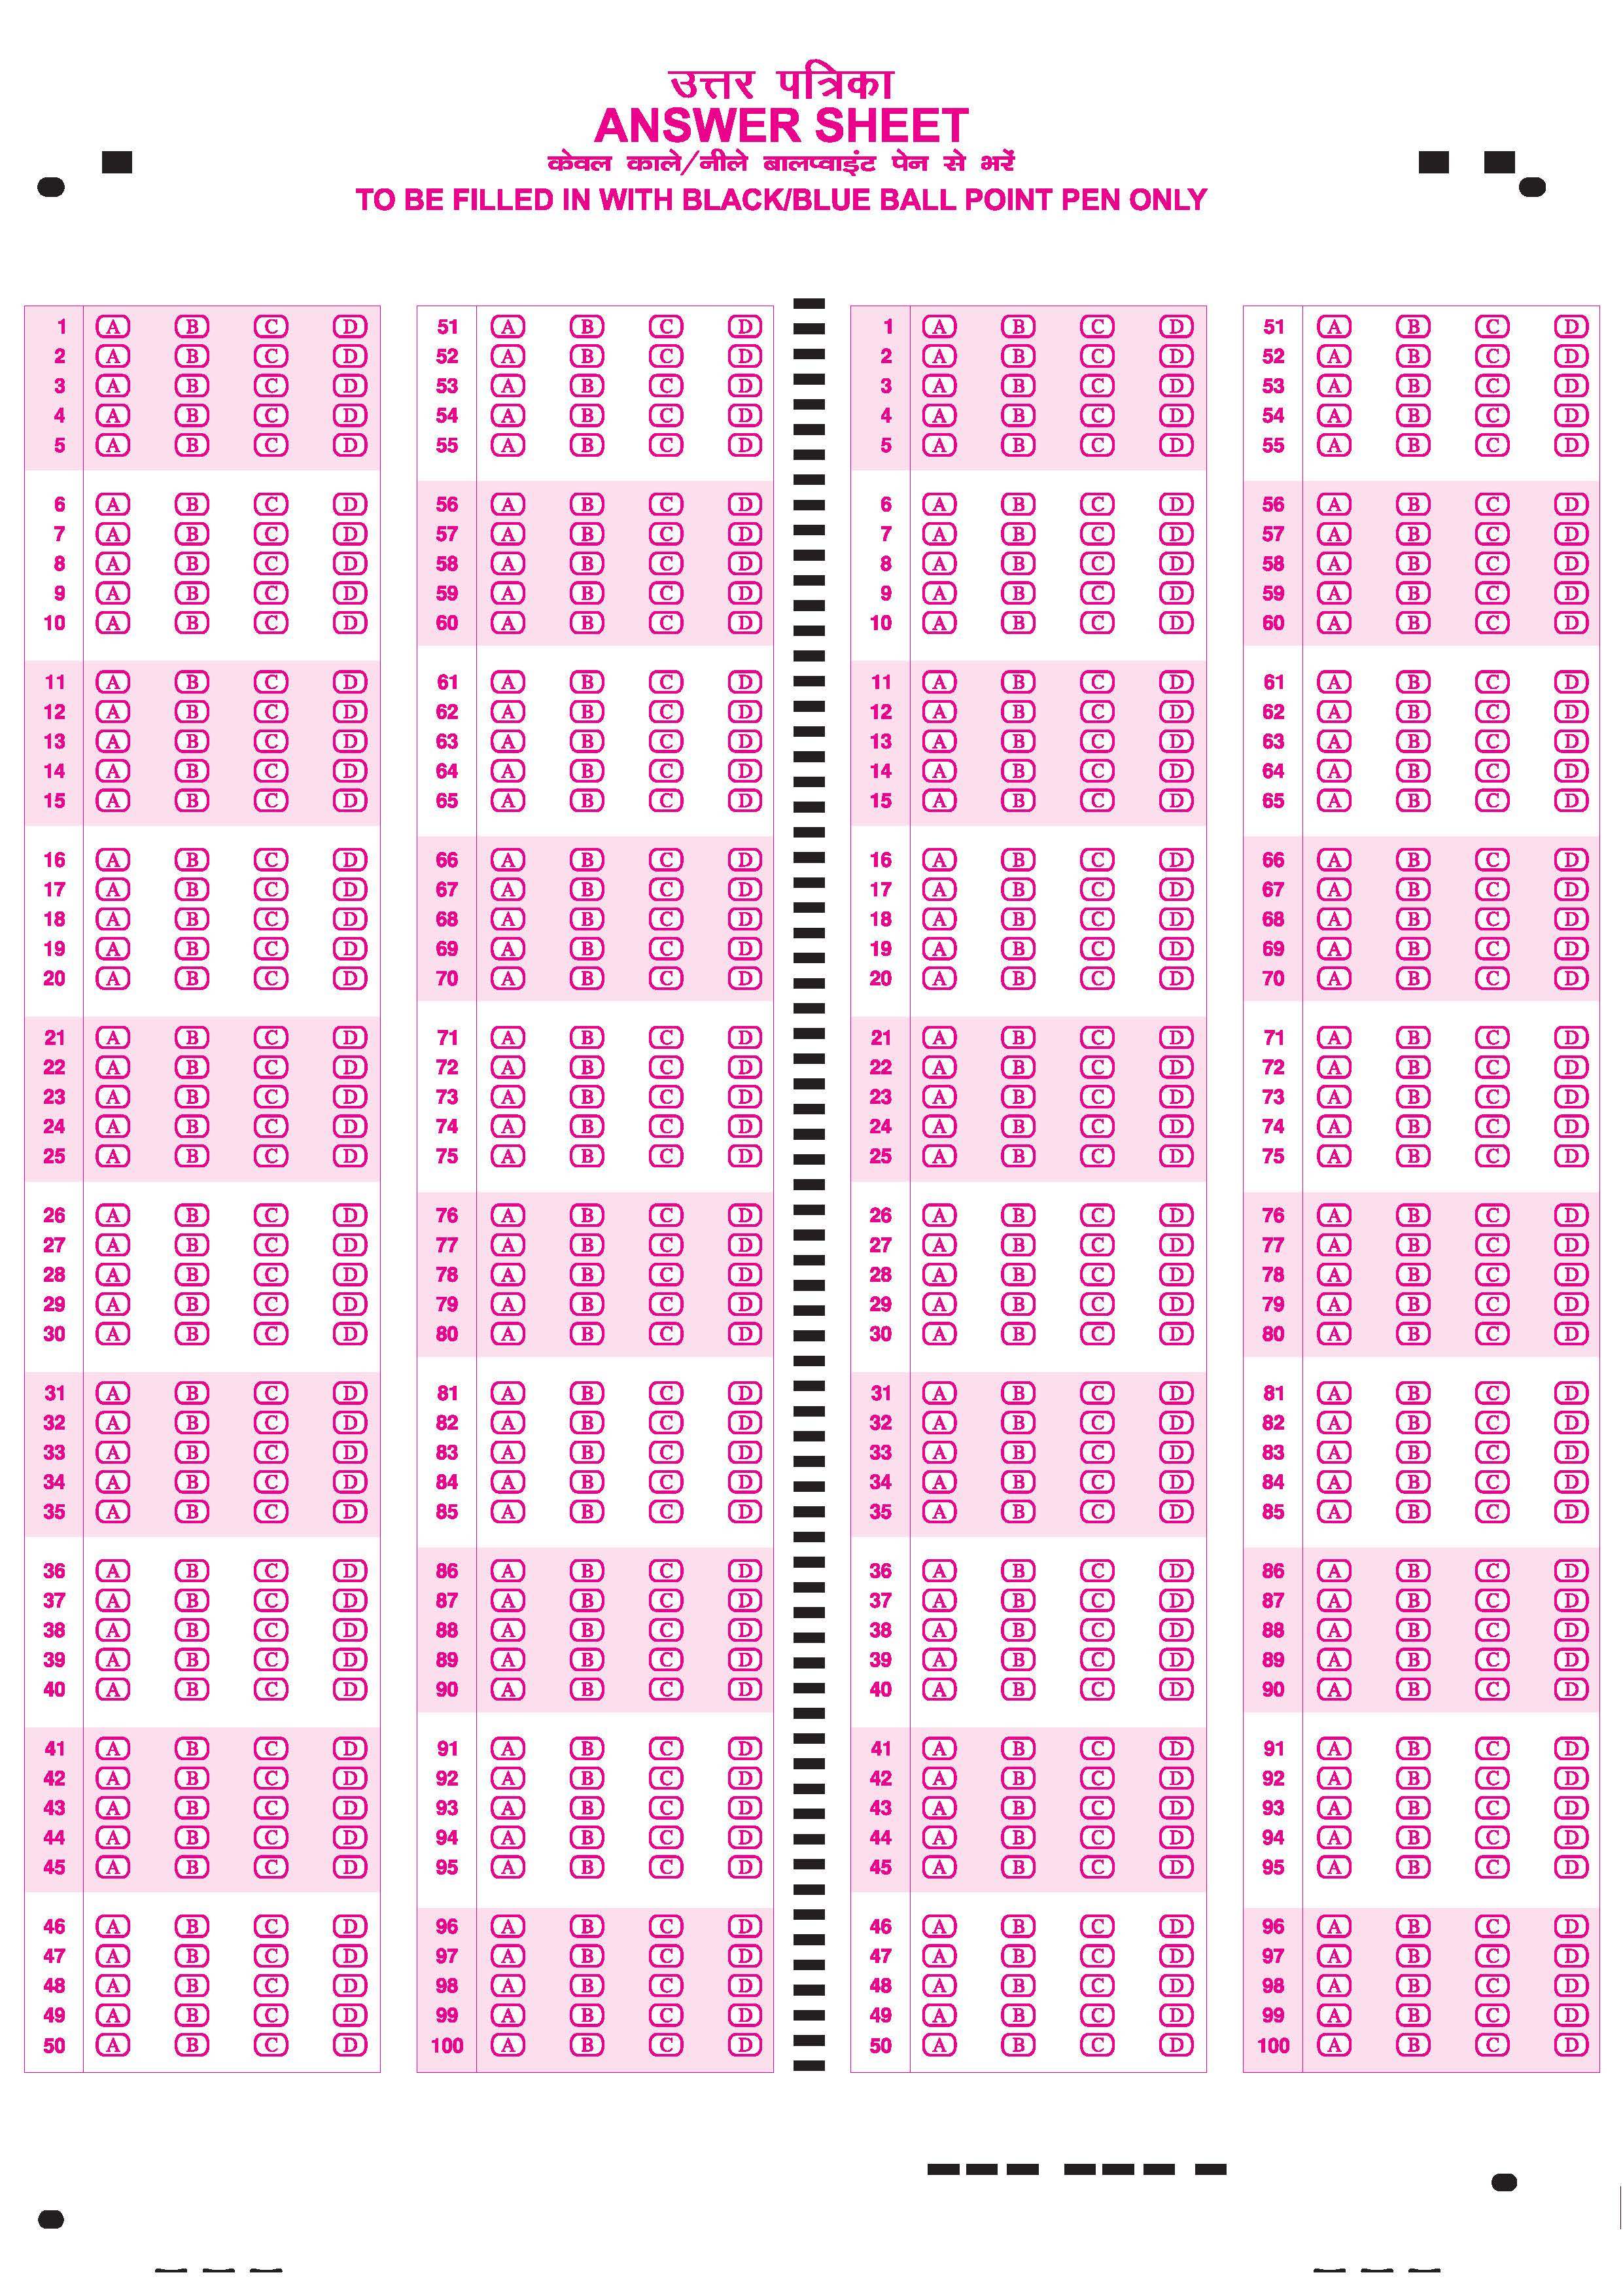 उत्तर पत्रिका
ANSWER SHEET
केवल काले/नीले बालप्वाइंट पेन से भरें
TO BE FILLED IN WITH BLACK/BLUE BALL POINT PEN ONLY
1 A B C D 51 A B C D 1 A B C D 51 A B C D
2 A B C D 52 A B C D 2 A B C D 52 A B C D
3 A B C D 53 A B C D 3 A B C D 53 A B C D
4 A B C D 54 A B C D 4 A B C D 54 A B C D
5 A B C D 55 A B C D 5 A B C D 55 A B C D
6 A B C D 56 A B C D 6 A B C D 56 A B C D
7 A B C D 57 A B C D 7 A B C D 57 A B C D
8 A B C D 58 A B C D 8 A B C D 58 A B C D
9 A B C D 59 A B C D 9 A B C D 59 A B C D
10 A B C D 60 A B C D 10 A B C D 60 A B C D
11 A B C D 61 A B C D 11 A B C D 61 A B C D
12 A B C D 62 A B C D 12 A B C D 62 A B C D
13 A B C D 63 A B C D 13 A B C D 63 A B C D
14 A B C D 64 A B C D 14 A B C D 64 A B C D
15 A B C D 65 A B C D 15 A B C D 65 A B C D
16 A B C D 66 A B C D 16 A B C D 66 A B C D
17 A B C D 67 A B C D 17 A B C D 67 A B C D
18 A B C D 68 A B C D 18 A B C D 68 A B C D
19 A B C D 69 A B C D 19 A B C D 69 A B C D
20 A B C D 70 A B C D 20 A B C D 70 A B C D
21 A B C D 71 A B C D 21 A B C D 71 A B C D
22 A B C D 72 A B C D 22 A B C D 72 A B C D
23 A B C D 73 A B C D 23 A B C D 73 A B C D
24 A B C D 74 A B C D 24 A B C D 74 A B C D
25 A B C D 75 A B C D 25 A B C D 75 A B C D
26 A B C D 76 A B C D 26 A B C D 76 A B C D
27 A B C D 77 A B C D 27 A B C D 77 A B C D
28 A B C D 78 A B C D 28 A B C D 78 A B C D
29 A B C D 79 A B C D 29 A B C D 79 A B C D
30 A B C D 80 A B C D 30 A B C D 80 A B C D
31 A B C D 81 A B C D 31 A B C D 81 A B C D
32 A B C D 82 A B C D 32 A B C D 82 A B C D
33 A B C D 83 A B C D 33 A B C D 83 A B C D
34 A B C D 84 A B C D 34 A B C D 84 A B C D
35 A B C D 85 A B C D 35 A B C D 85 A B C D
36 A B C D 86 A B C D 36 A B C D 86 A B C D
37 A B C D 87 A B C D 37 A B C D 87 A B C D
38 A B C D 88 A B C D 38 A B C D 88 A B C D
39 A B C D 89 A B C D 39 A B C D 89 A B C D
40 A B C D 90 A B C D 40 A B C D 90 A B C D
41 A B C D 91 A B C D 41 A B C D 91 A B C D
42 A B C D 92 A B C D 42 A B C D 92 A B C D
43 A B C D 93 A B C D 43 A B C D 93 A B C D
44 A B C D 94 A B C D 44 A B C D 94 A B C D
45 A B C D 95 A B C D 45 A B C D 95 A B C D
46 A B C D 96 A B C D 46 A B C D 96 A B C D
47 A B C D 97 A B C D 47 A B C D 97 A B C D
48 A B C D 98 A B C D 48 A B C D 98 A B C D
49 A B C D 99 A B C D 49 A B C D 99 A B C D
50 A B C D 100 A B C D 50 A B C D 100 A B C D